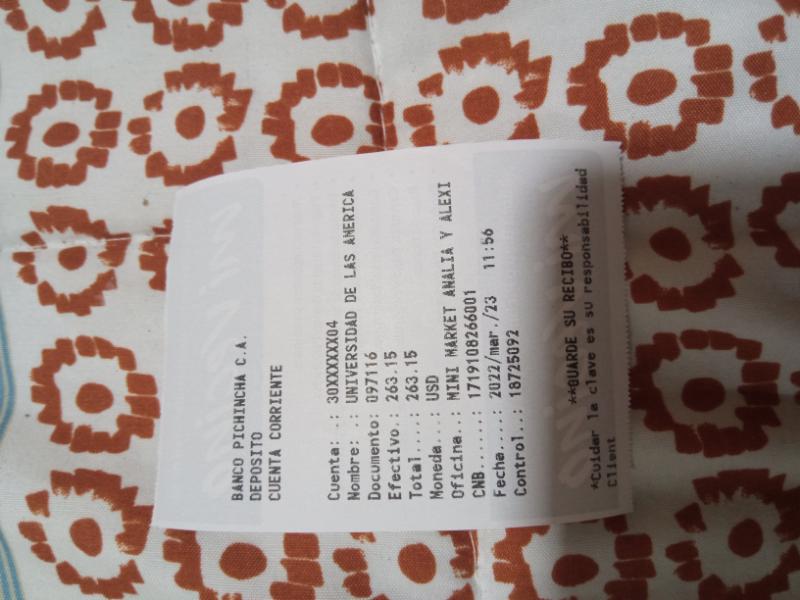 BANCO PICHINCHA C.A.
DEPOSITO
CUENTA CORRIENTE
Cuenta: .: 30XXXXXX04
Nombre: .: UNIVERSIDAD DE LAS AMERICA
Documento: 097116
Efectivo.: 263.15
Total....: 263.15
Moneda...: USD
Oficina..: MINI MARKET ANALIA Y ALEXI
CNB......: 1719108266001
Fecha....: 2022/mar./23 11:56
Control..: 18725092
**GUARDE SU RECIBO**
*Cuidar la clave es su responsabilidad
Client